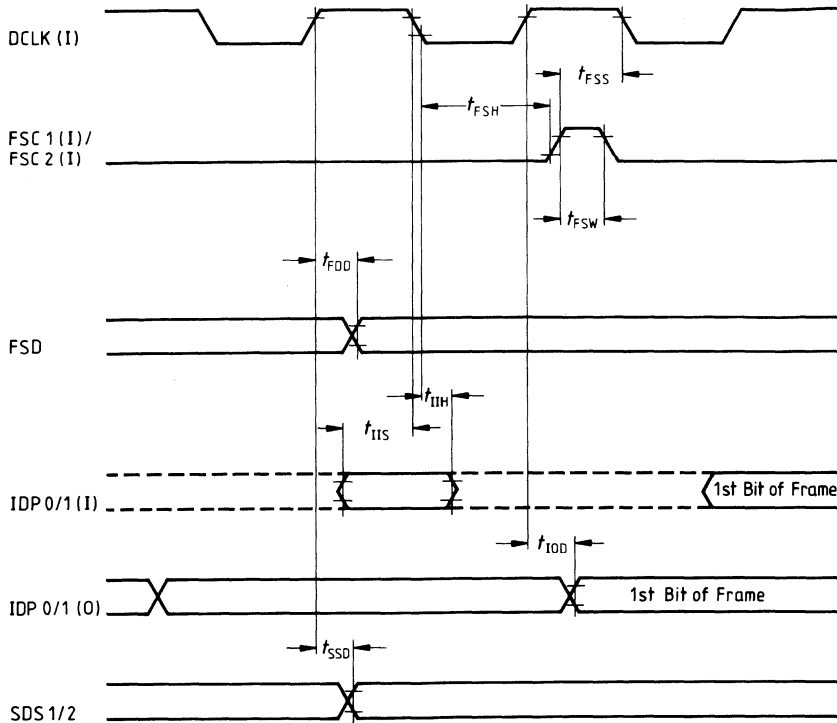 DCLK (I)
tFSS
tFSH
FSC 1 (I) /
FSC 2 (I)
tFSW
tFDD
FSD
tIIH
tIIS
IDP 0/1 (I)
1st Bit of Frame
tIOD
IDP 0/1 (O)
1st Bit of Frame
tSSD
SDS 1/2